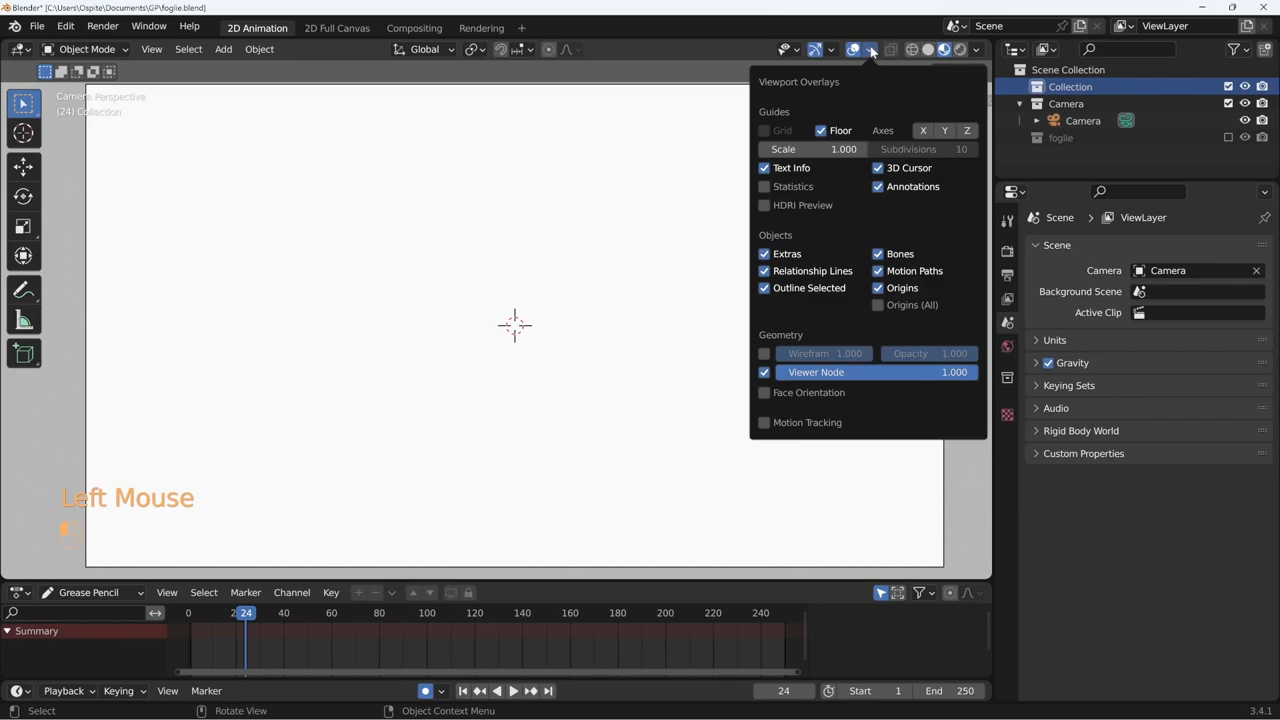 Blender* [C:\Users\Ospite\Documents\GP\foglie.blend]
File Edit Render Window Help 2D Animation 2D Full Canvas Compositing Rendering Scene ViewLayer
Object Mode View Select Add Object Global
Camera Perspective
(24) Collection
Viewport Overlays
Guides
Grid Floor Axes X Y Z
Scale 1.000 Subdivisions 10
Text Info 3D Cursor
Statistics Annotations
HDRI Preview
Objects
Extras Bones
Relationship Lines Motion Paths
Outline Selected Origins
Origins (All)
Geometry
Wirefram 1.000 Opacity 1.000
Viewer Node 1.000
Face Orientation
Motion Tracking
Left Mouse
Scene Collection
Collection
Camera
Camera
foglie
Scene ViewLayer
Scene
Camera Camera
Background Scene
Active Clip
Units
Gravity
Keying Sets
Audio
Rigid Body World
Custom Properties
Grease Pencil View Select Marker Channel Key
0 2 24 40 60 80 100 120 140 160 180 200 220 240
Summary
Playback Keying View Marker 24 Start 1 End 250
Select Rotate View Object Context Menu 3.4.1